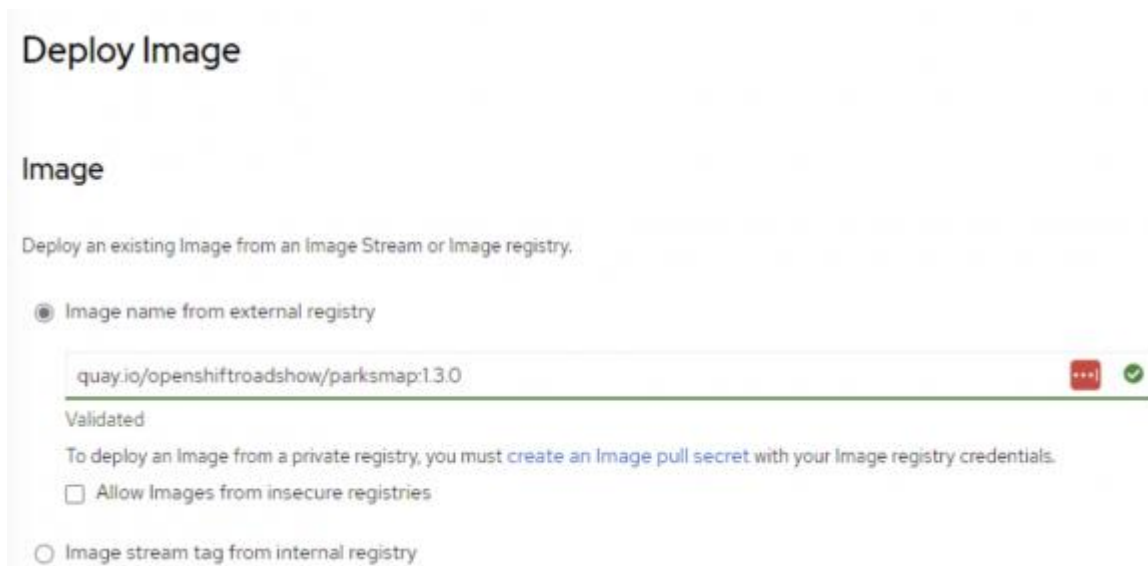 Deploy Image
Image
Deploy an existing Image from an Image Stream or Image registry.
Image name from external registry
quay.io/openshiftroadshow/parksmap:1.3.0
Validated
To deploy an Image from a private registry, you must create an Image pull secret with your Image registry credentials.
Allow Images from insecure registries
Image stream tag from internal registry